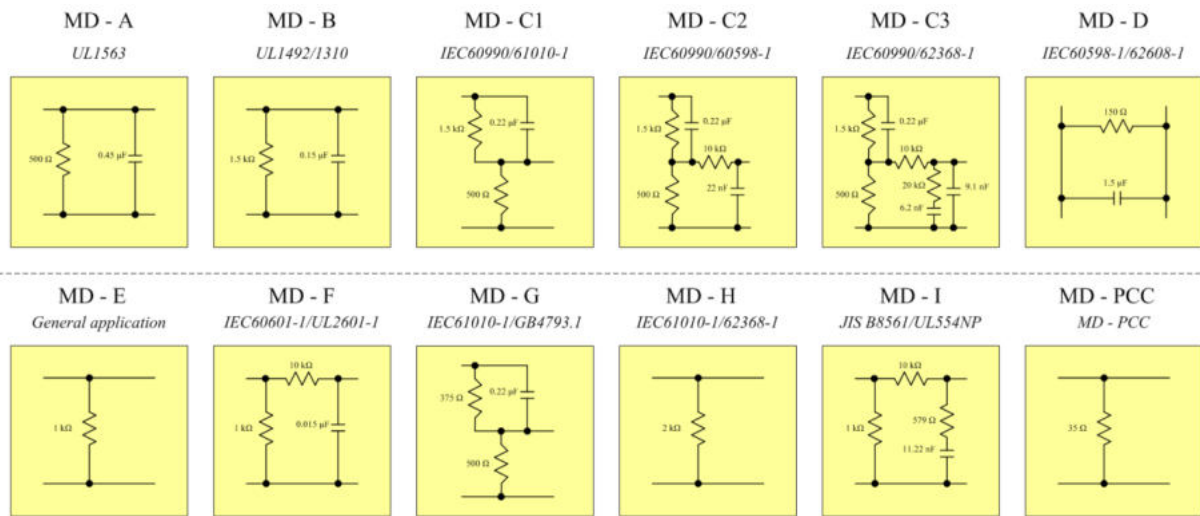 MD - A
MD - B
MD - C1
MD - C2
MD - C3
MD - D
UL1563
UL1492/1310
IEC60990/61010-1
IEC60990/60598-1
IEC60990/62368-1
IEC60598-1/62608-1
500 Ω
0.45 µF
1.5 kΩ
0.15 µF
1.5 kΩ
0.22 µF
500 Ω
1.5 kΩ
0.22 µF
10 kΩ
500 Ω
22 nF
1.5 kΩ
0.22 µF
10 kΩ
500 Ω
20 kΩ
9.1 nF
6.2 nF
150 Ω
1.5 µF
MD - E
MD - F
MD - G
MD - H
MD - I
MD - PCC
General application
IEC60601-1/UL2601-1
IEC61010-1/GB4793.1
IEC61010-1/62368-1
JIS B8561/UL554NP
MD - PCC
1 kΩ
10 kΩ
1 kΩ
0.015 µF
375 Ω
0.22 µF
500 Ω
2 kΩ
10 kΩ
1 kΩ
579 Ω
11.22 nF
35 Ω